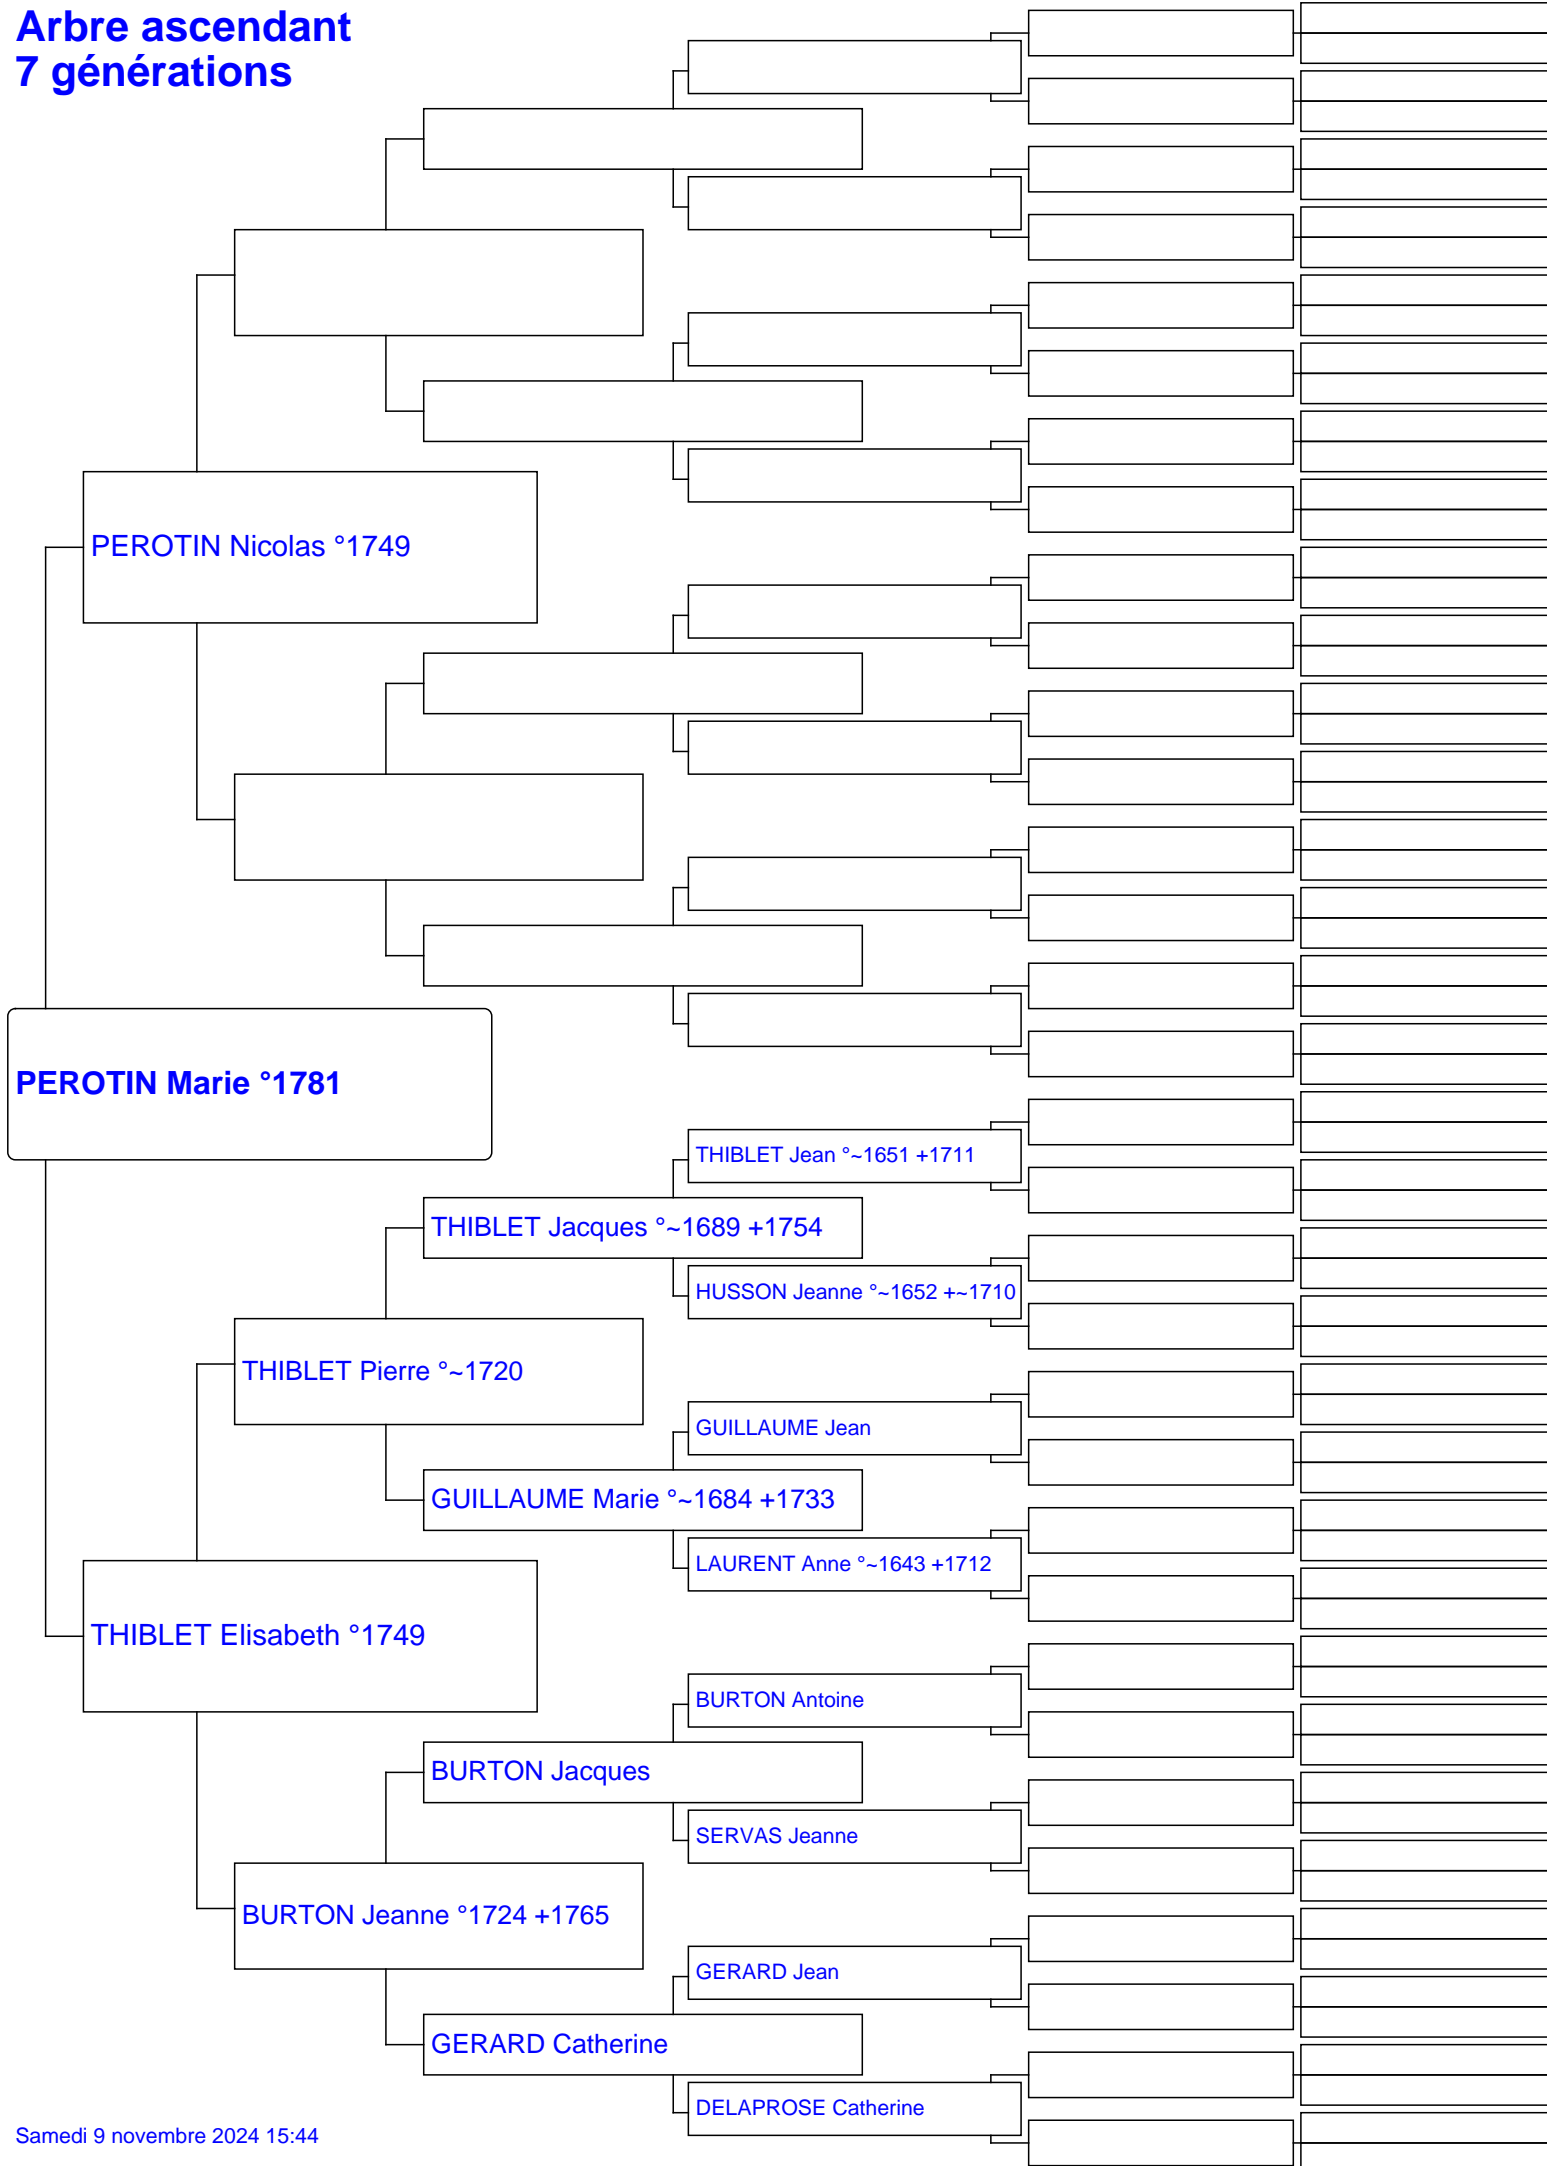 Arbre ascendant
7 générations
PEROTIN Nicolas °1749
PEROTIN Marie °1781
THIBLET Jean °~1651 +1711
THIBLET Jacques °~1689 +1754
HUSSON Jeanne °~1652 +~1710
THIBLET Pierre °~1720
GUILLAUME Jean
GUILLAUME Marie °~1684 +1733
LAURENT Anne °~1643 +1712
THIBLET Elisabeth °1749
BURTON Antoine
BURTON Jacques
SERVAS Jeanne
BURTON Jeanne °1724 +1765
GERARD Jean
GERARD Catherine
DELAPROSE Catherine
Samedi 9 novembre 2024 15:44